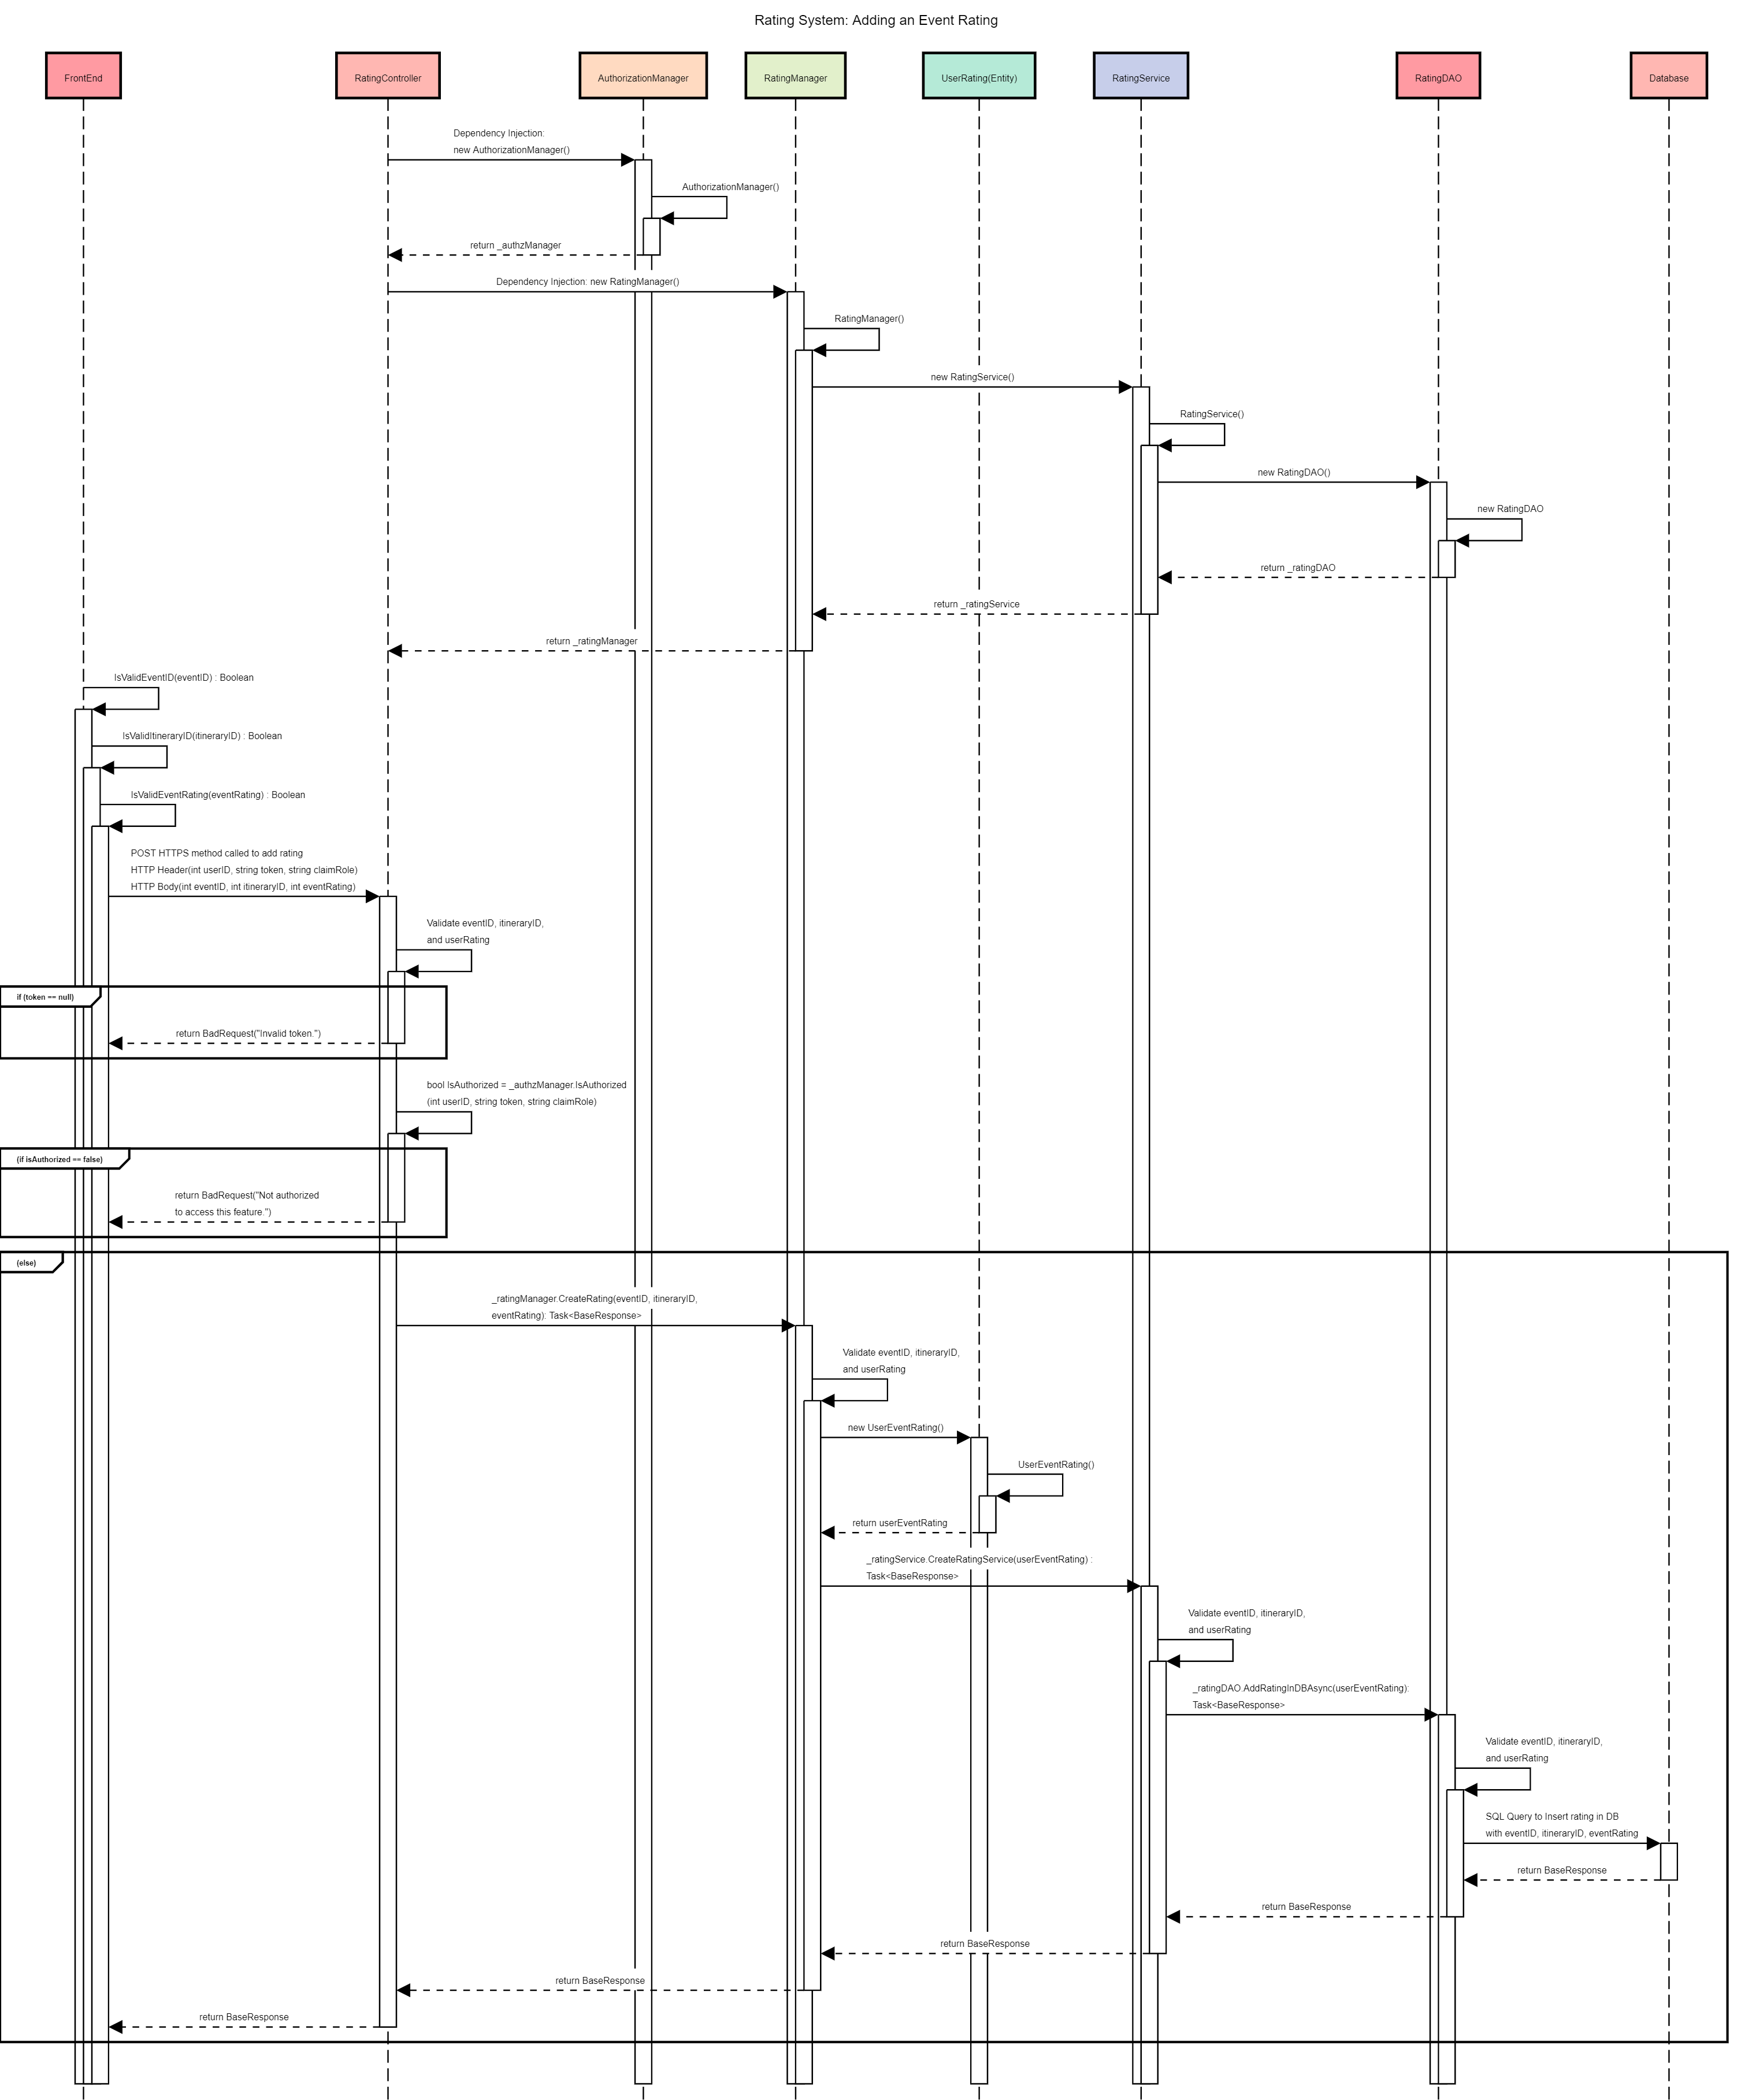 Rating System: Adding an Event Rating
FrontEnd
RatingController
AuthorizationManager
RatingManager
UserRating(Entity)
RatingService
RatingDAO
Database
Dependency Injection:
new AuthorizationManager()
AuthorizationManager()
return _authzManager
Dependency Injection: new RatingManager()
RatingManager()
new RatingService()
RatingService()
new RatingDAO()
new RatingDAO
return _ratingDAO
return _ratingService
return _ratingManager
IsValidEventID(eventID) : Boolean
IsValidItineraryID(itineraryID) : Boolean
IsValidEventRating(eventRating) : Boolean
POST HTTPS method called to add rating
HTTP Header(int userID, string token, string claimRole)
HTTP Body(int eventID, int itineraryID, int eventRating)
Validate eventID, itineraryID,
and userRating
if (token == null)
return BadRequest("Invalid token.")
bool IsAuthorized = _authzManager.IsAuthorized
(int userID, string token, string claimRole)
(if isAuthorized == false)
return BadRequest("Not authorized
to access this feature.")
(else)
_ratingManager.CreateRating(eventID, itineraryID,
eventRating): Task<BaseResponse>
Validate eventID, itineraryID,
and userRating
new UserEventRating()
UserEventRating()
return userEventRating
_ratingService.CreateRatingService(userEventRating) :
Task<BaseResponse>
Validate eventID, itineraryID,
and userRating
_ratingDAO.AddRatingInDBAsync(userEventRating):
Task<BaseResponse>
Validate eventID, itineraryID,
and userRating
SQL Query to Insert rating in DB
with eventID, itineraryID, eventRating
return BaseResponse
return BaseResponse
return BaseResponse
return BaseResponse
return BaseResponse